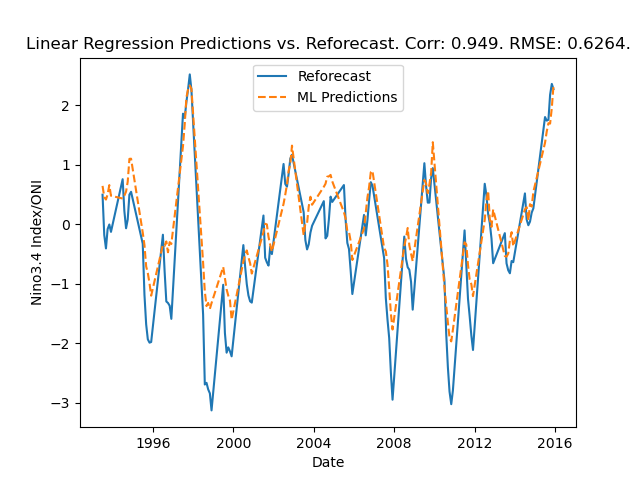 Linear Regression Predictions vs. Reforecast. Corr: 0.949. RMSE: 0.6264.
Reforecast
ML Predictions
2
1
0
−1
−2
−3
Nino3.4 Index/ONI
1996
2000
2004
2008
2012
2016
Date